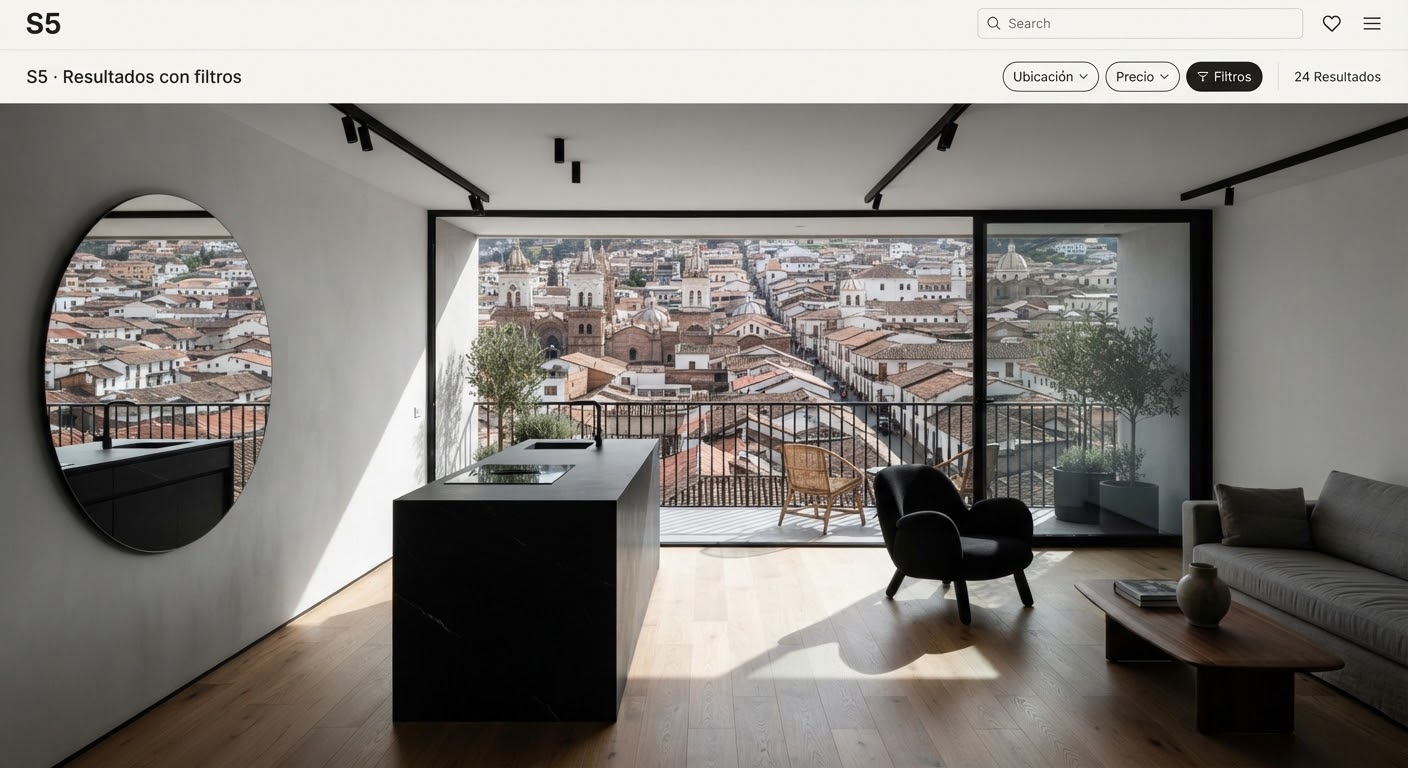 S5
Search
S5 · Resultados con filtros
Ubicación
Precio
Filtros
24 Resultados